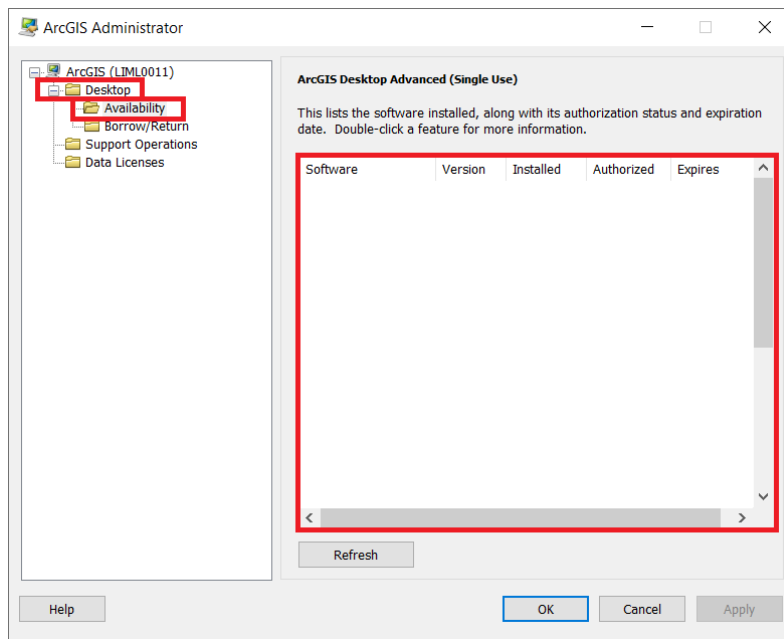 ArcGIS Administrator
ArcGIS (LIML0011)
Desktop
Availability
Borrow/Return
Support Operations
Data Licenses
ArcGIS Desktop Advanced (Single Use)
This lists the software installed, along with its authorization status and expiration
date. Double-click a feature for more information.
Software Version Installed Authorized Expires
Refresh
Help OK Cancel Apply